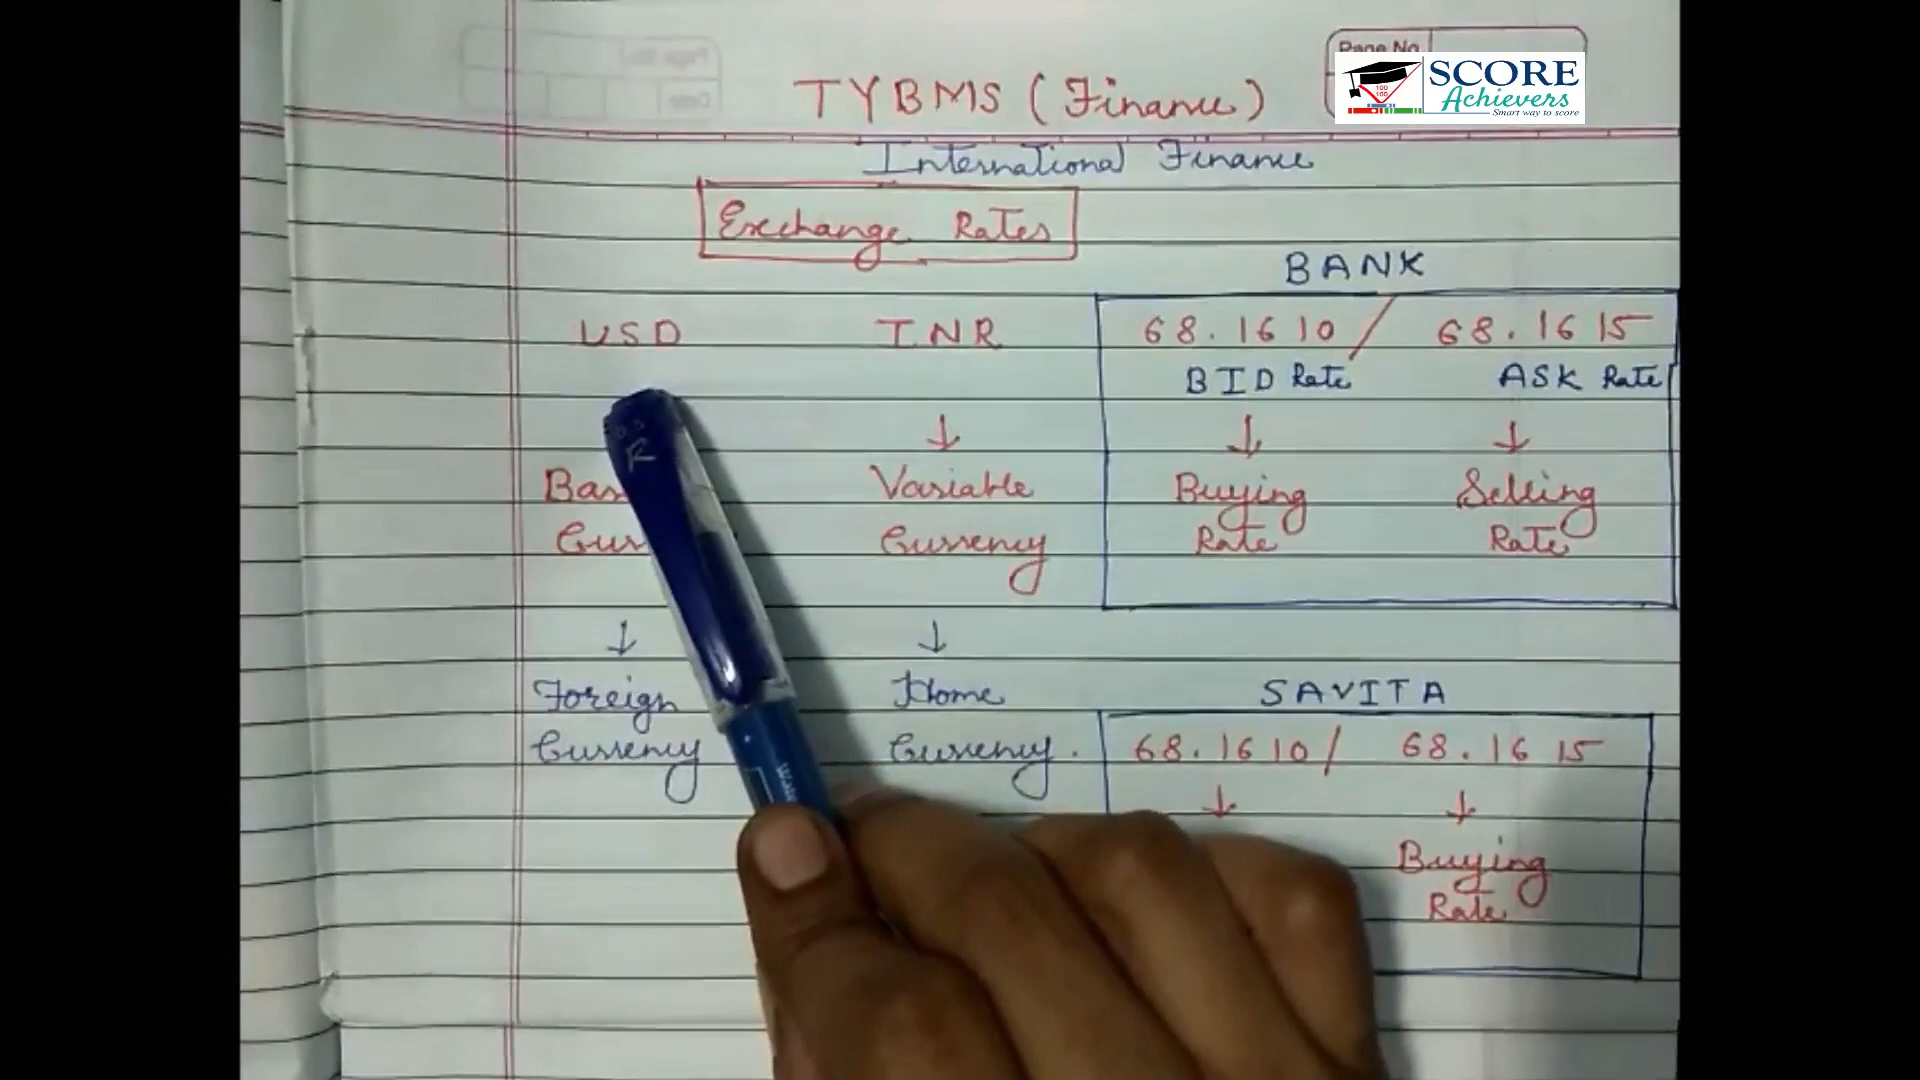 Page No.
SCORE
Achievers
Smart way to score
TYBMS (Finance)
International Finance
Exchange Rates
BANK
USD INR 68.1610 / 68.1615
BID Rate ASK Rate
↓ ↓ ↓
Variable Buying Selling
Currency Rate Rate
↓ ↓
Foreign Home SAVITA
Currency Currency. 68.1610 / 68.1615
↓ ↓
Buying
Rate